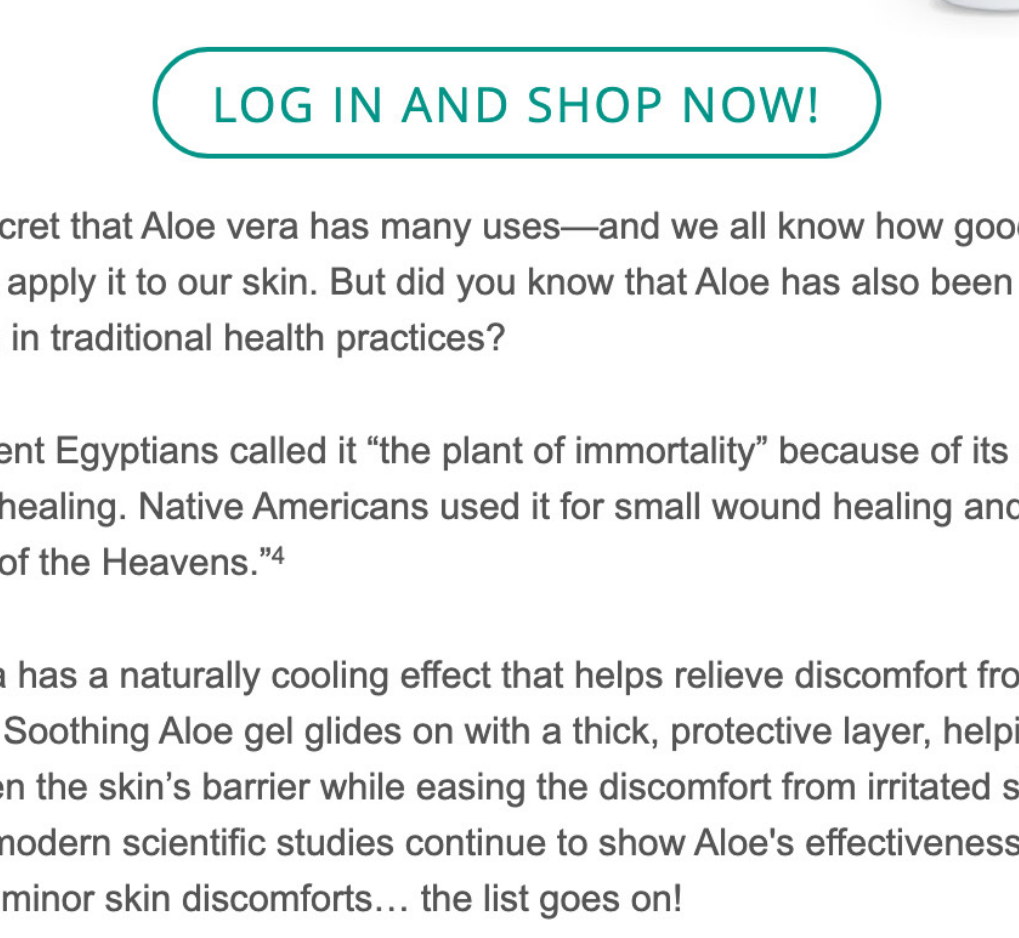 LOG IN AND SHOP NOW!
cret that Aloe vera has many uses—and we all know how goo
apply it to our skin. But did you know that Aloe has also been
in traditional health practices?
ent Egyptians called it “the plant of immortality” because of its
healing. Native Americans used it for small wound healing and
of the Heavens.”⁴
a has a naturally cooling effect that helps relieve discomfort fro
Soothing Aloe gel glides on with a thick, protective layer, helpi
en the skin’s barrier while easing the discomfort from irritated s
modern scientific studies continue to show Aloe's effectiveness
minor skin discomforts… the list goes on!